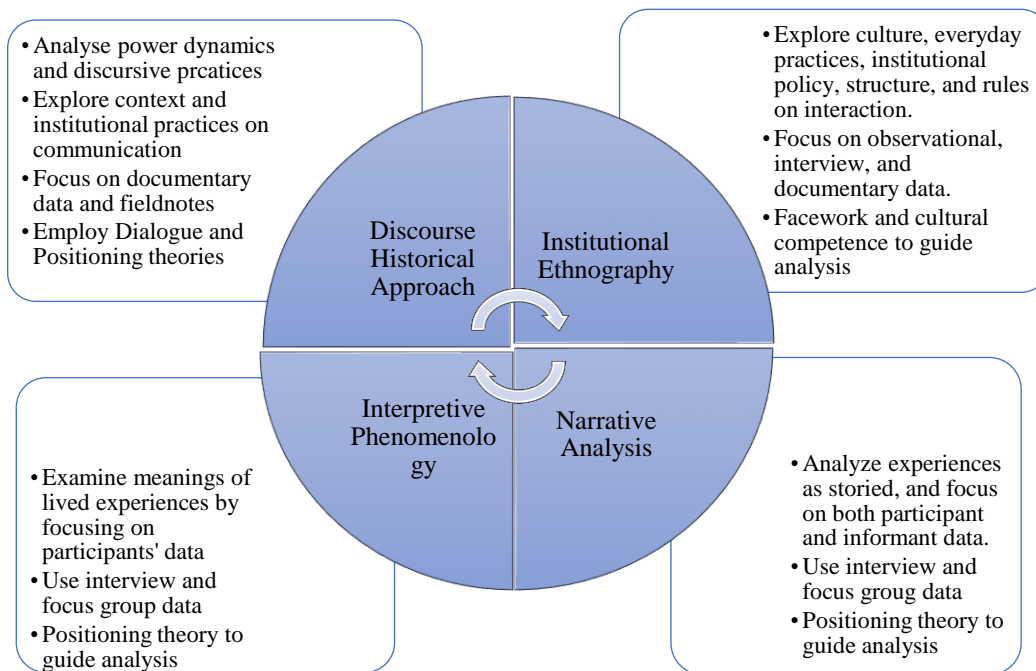 • Analyse power dynamics
and discursive prcatices
• Explore context and
institutional practices on
communication
• Focus on documentary
data and fieldnotes
• Employ Dialogue and
Positioning theories
• Explore culture, everyday
practices, institutional
policy, structure, and rules
on interaction.
• Focus on observational,
interview, and
documentary data.
• Facework and cultural
competence to guide
analysis
Discourse
Historical
Approach
Institutional
Ethnography
Interpretive
Phenomenolo
gy
Narrative
Analysis
• Examine meanings of
lived experiences by
focusing on
participants' data
• Use interview and
focus group data
• Positioning theory to
guide analysis
• Analyze experiences
as storied, and focus
on both participant
and informant data.
• Use interview and
focus groug data
• Positioning theory to
guide analysis